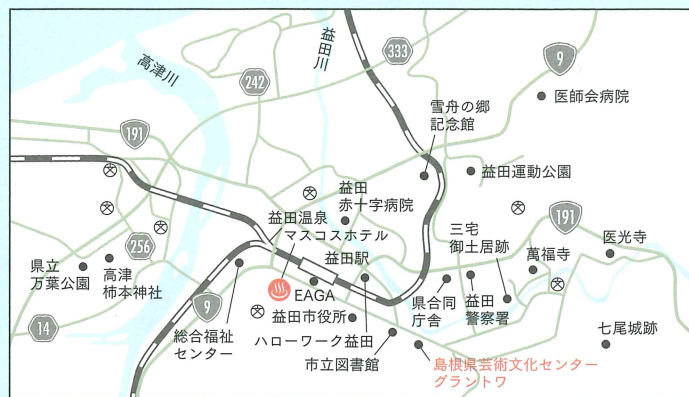 高津川
益田川
333
9
242
医師会病院
雪舟の郷
記念館
191
益田運動公園
益田
赤十字病院
益田温泉
マスコスホテル
三宅
御土居跡
191
医光寺
萬福寺
256
県立
万葉公園
高津
柿本神社
益田駅
EAGA
県合同
庁舎
益田
警察署
9
14
総合福祉
センター
益田市役所
ハローワーク益田
市立図書館
七尾城跡
島根県芸術文化センター
グラントワ